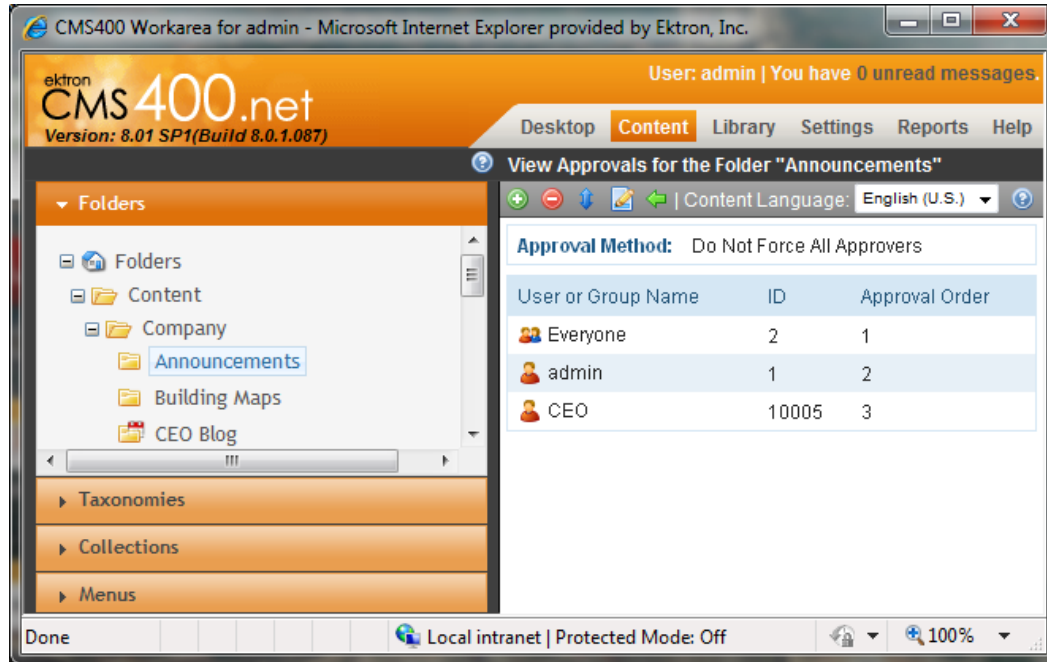 CMS400 Workarea for admin - Microsoft Internet Explorer provided by Ektron, Inc.
ektron
CMS400.net
Version: 8.01 SP1(Build 8.0.1.087)
User: admin | You have 0 unread messages.
Desktop Content Library Settings Reports Help
View Approvals for the Folder "Announcements"
Folders
Folders
Content
Company
Announcements
Building Maps
CEO Blog
Taxonomies
Collections
Menus
| Content Language: English (U.S.)
Approval Method: Do Not Force All Approvers
User or Group Name ID Approval Order
Everyone 2 1
admin 1 2
CEO 10005 3
Done Local intranet | Protected Mode: Off 100%